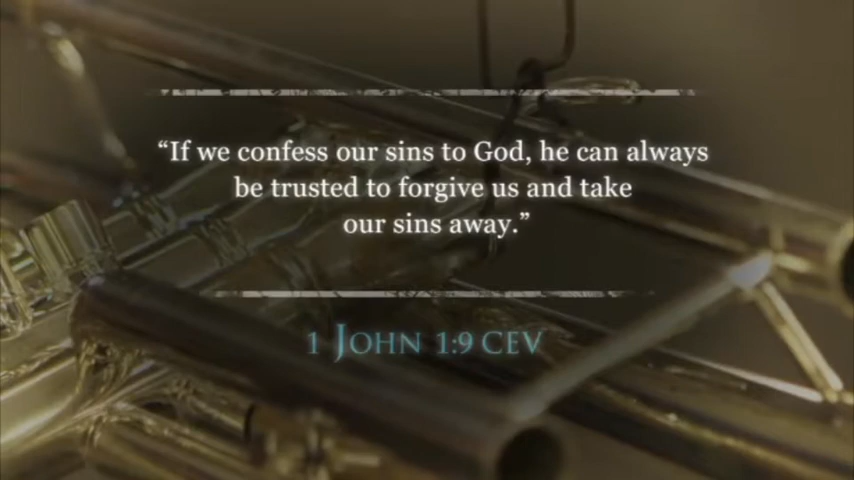 “If we confess our sins to God, he can always
be trusted to forgive us and take
our sins away.”
1 John 1:9 CEV